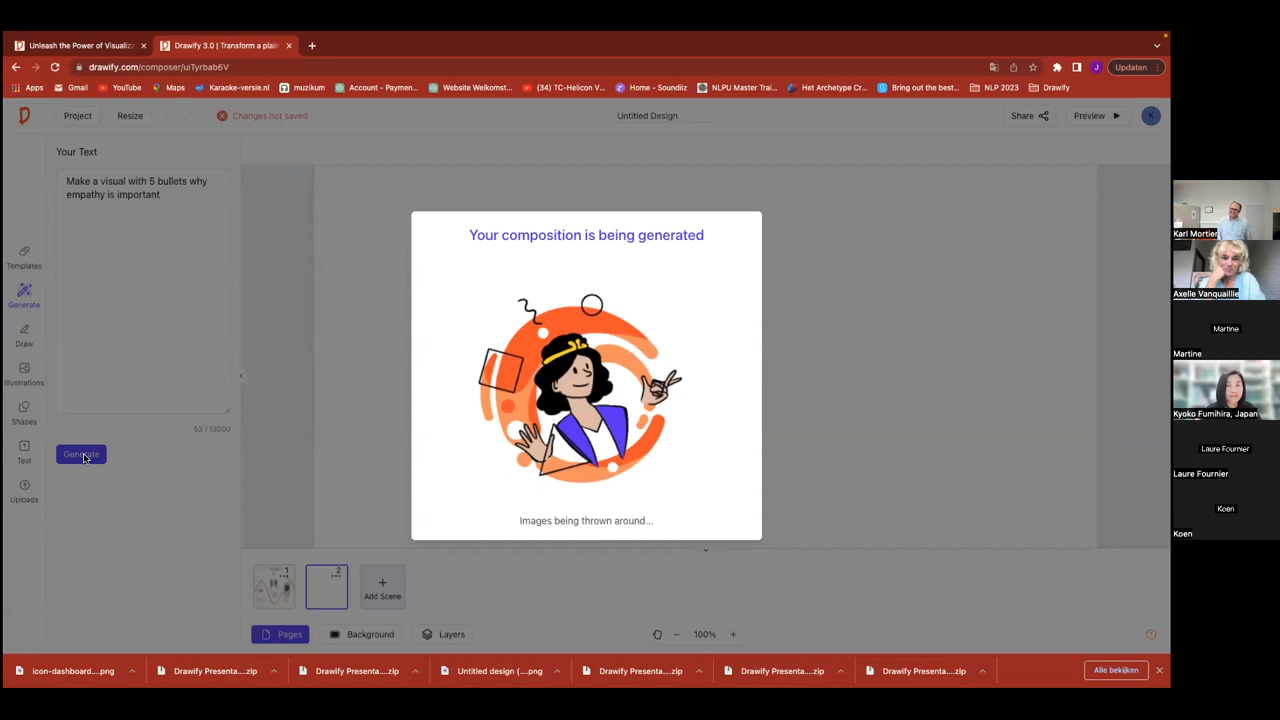 Unleash the Power of Visualiza
Drawify 3.0 | Transform a plain
drawify.com/composer/uiTyrbab6V
Updaten
Apps
Gmail
YouTube
Maps
Karaoke-versie.nl
muzikum
Account - Paymen...
Website Welkomst...
(34) TC-Helicon V...
Home - Soundiiz
NLPU Master Trai...
Het Archetype Cr...
Bring out the best...
NLP 2023
Drawify
Project
Resize
Changes not saved
Untitled Design
Share
Preview
K
Your Text
Make a visual with 5 bullets why
empathy is important
Templates
Generate
Draw
Illustrations
Shapes
Text
Uploads
52 / 13000
Generate
Your composition is being generated
Images being thrown around...
1
2
Add Scene
Pages
Background
Layers
100%
icon-dashboard....png
Drawify Presenta....zip
Drawify Presenta....zip
Untitled design (....png
Drawify Presenta....zip
Drawify Presenta....zip
Drawify Presenta....zip
Alle bekijken
Karl Mortier
Axelle Vanquaillie
Martine
Martine
Kyoko Fumihira, Japan
Laure Fournier
Laure Fournier
Koen
Koen